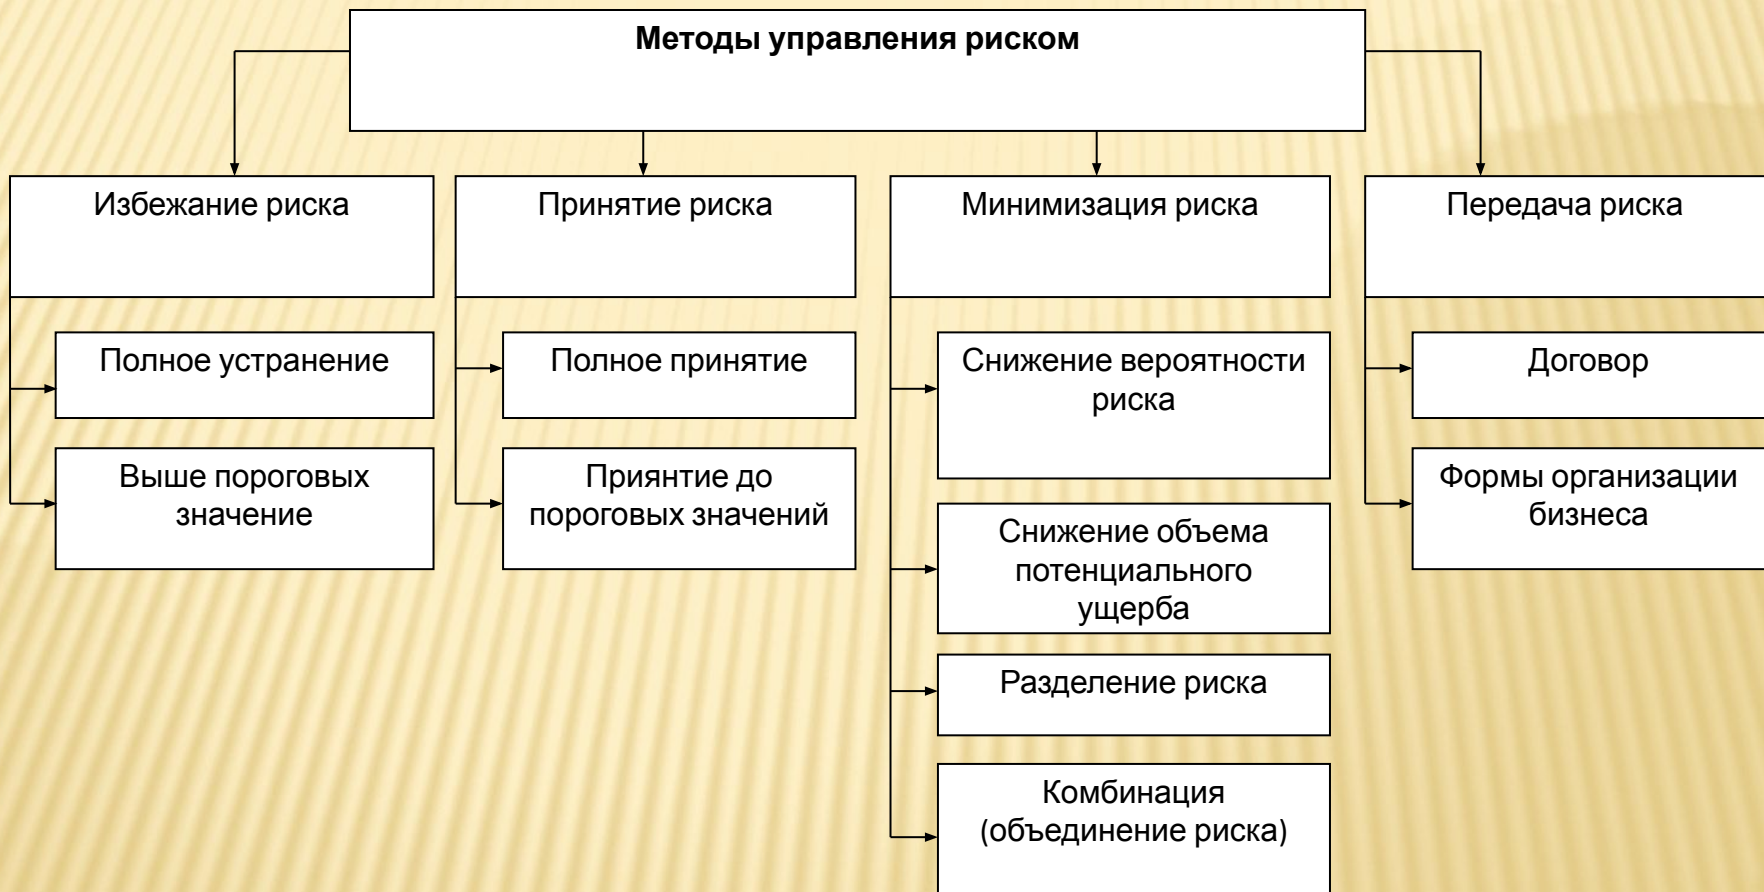 Методы управления риском
Избежание риска
Принятие риска
Минимизация риска
Передача риска
Полное устранение
Выше пороговых
значение
Полное принятие
Приянтие до
пороговых значений
Снижение вероятности
риска
Снижение объема
потенциального
ущерба
Разделение риска
Комбинация
(объединение риска)
Договор
Формы организации
бизнеса